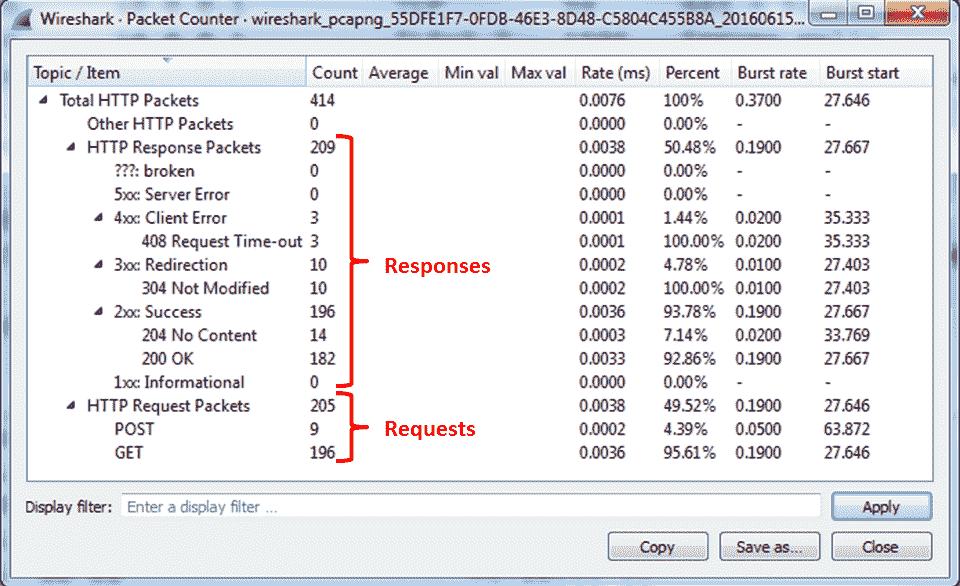 Wireshark · Packet Counter · wireshark_pcapng_55DFE1F7-0FDB-46E3-8D48-C5804C455B8A_20160615...
Topic / Item Count Average Min val Max val Rate (ms) Percent Burst rate Burst start
Total HTTP Packets 414 0.0076 100% 0.3700 27.646
Other HTTP Packets 0 0.0000 0.00% - -
HTTP Response Packets 209 0.0038 50.48% 0.1900 27.667
???: broken 0 0.0000 0.00% - -
5xx: Server Error 0 0.0000 0.00% - -
4xx: Client Error 3 0.0001 1.44% 0.0200 35.333
408 Request Time-out 3 0.0001 100.00% 0.0200 35.333
3xx: Redirection 10 0.0002 4.78% 0.0100 27.403
Responses
304 Not Modified 10 0.0002 100.00% 0.0100 27.403
2xx: Success 196 0.0036 93.78% 0.1900 27.667
204 No Content 14 0.0003 7.14% 0.0200 33.769
200 OK 182 0.0033 92.86% 0.1900 27.667
1xx: Informational 0 0.0000 0.00% - -
HTTP Request Packets 205 0.0038 49.52% 0.1900 27.646
POST 9 0.0002 4.39% 0.0500 63.872
Requests
GET 196 0.0036 95.61% 0.1900 27.646
Display filter: Enter a display filter ... Apply
Copy Save as... Close